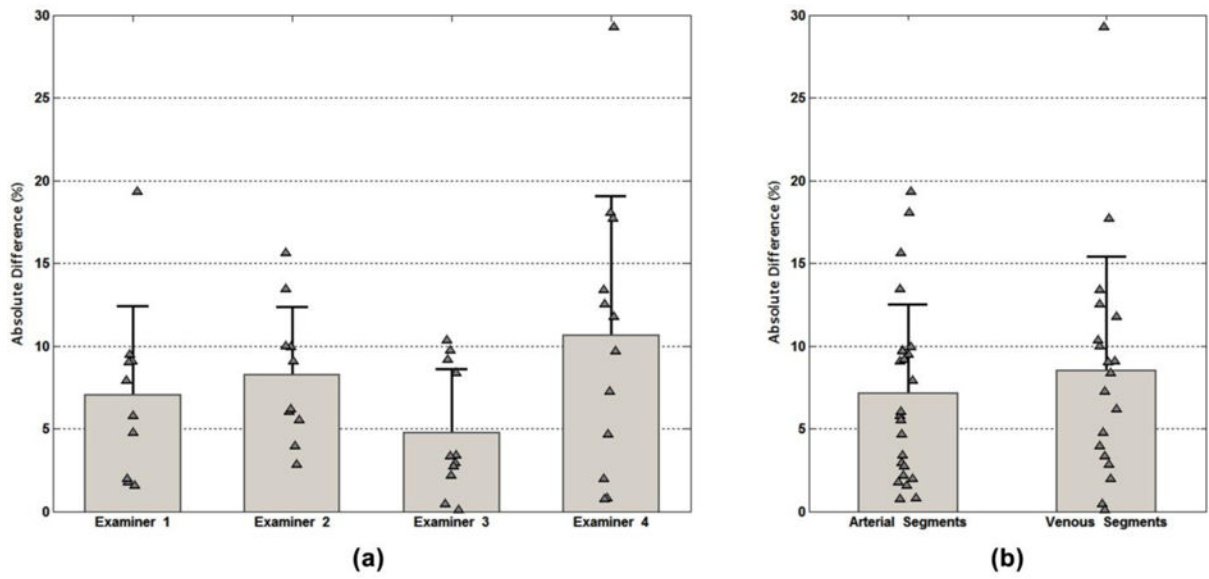 Absolute Difference (%)
30
25
20
15
10
5
0
Examiner 1 Examiner 2 Examiner 3 Examiner 4
(a)
Absolute Difference (%)
30
25
20
15
10
5
0
Arterial Segments Venous Segments
(b)